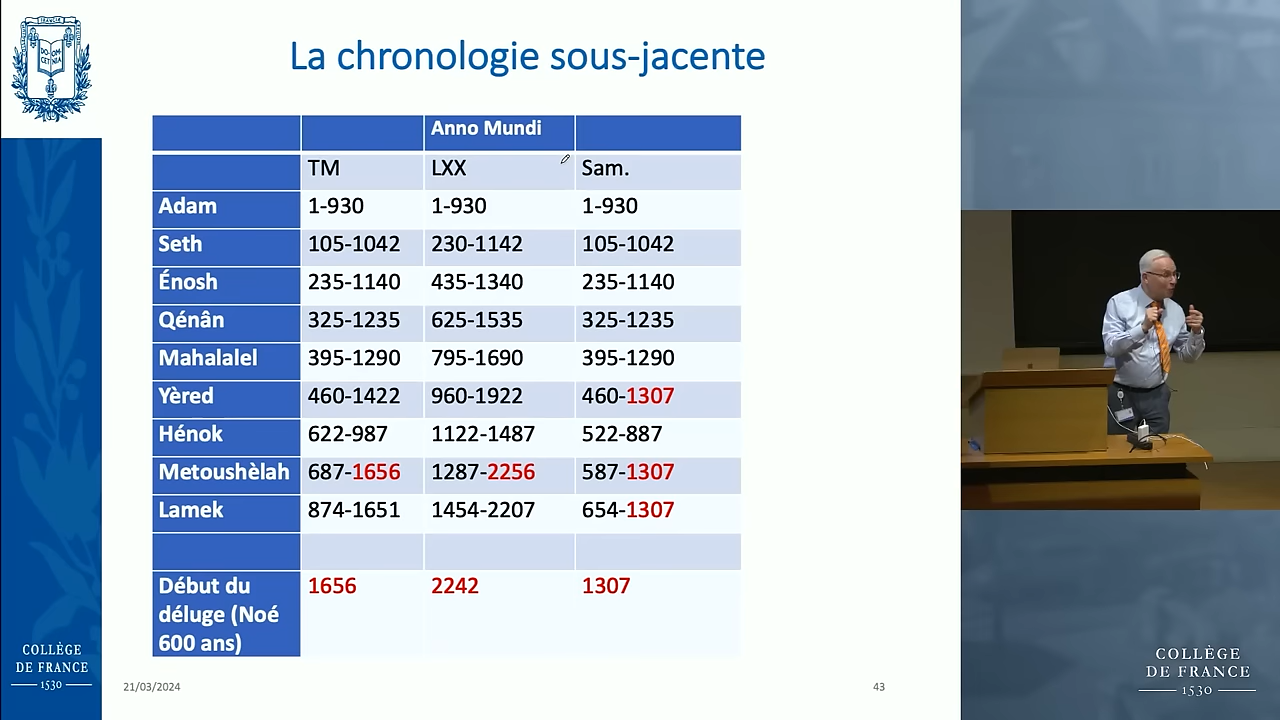 La chronologie sous-jacente
Anno Mundi
TM LXX Sam.
Adam 1-930 1-930 1-930
Seth 105-1042 230-1142 105-1042
Énosh 235-1140 435-1340 235-1140
Qénân 325-1235 625-1535 325-1235
Mahalalel 395-1290 795-1690 395-1290
Yèred 460-1422 960-1922 460-1307
Hénok 622-987 1122-1487 522-887
Metoushèlah 687-1656 1287-2256 587-1307
Lamek 874-1651 1454-2207 654-1307
Début du déluge (Noé 600 ans) 1656 2242 1307
COLLÈGE
DE FRANCE
1530
21/03/2024
43
COLLÈGE
DE FRANCE
1530